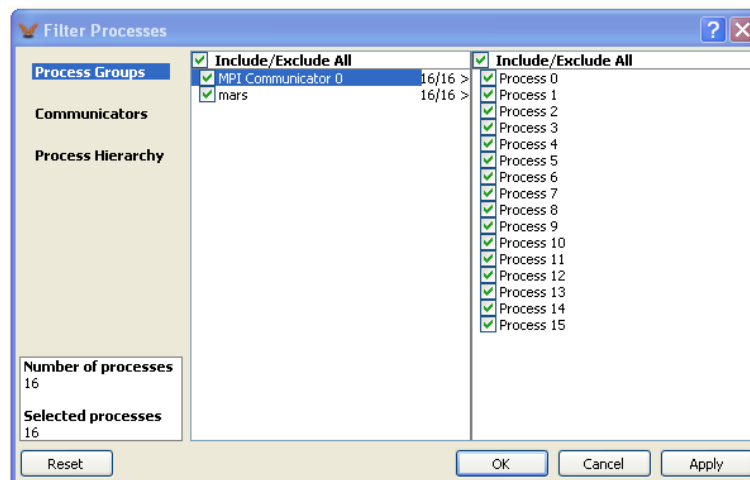 Filter Processes
Process Groups
Communicators
Process Hierarchy
Number of processes
16
Selected processes
16
Include/Exclude All
MPI Communicator 0 16/16 >
mars 16/16 >
Include/Exclude All
Process 0
Process 1
Process 2
Process 3
Process 4
Process 5
Process 6
Process 7
Process 8
Process 9
Process 10
Process 11
Process 12
Process 13
Process 14
Process 15
Reset
OK
Cancel
Apply